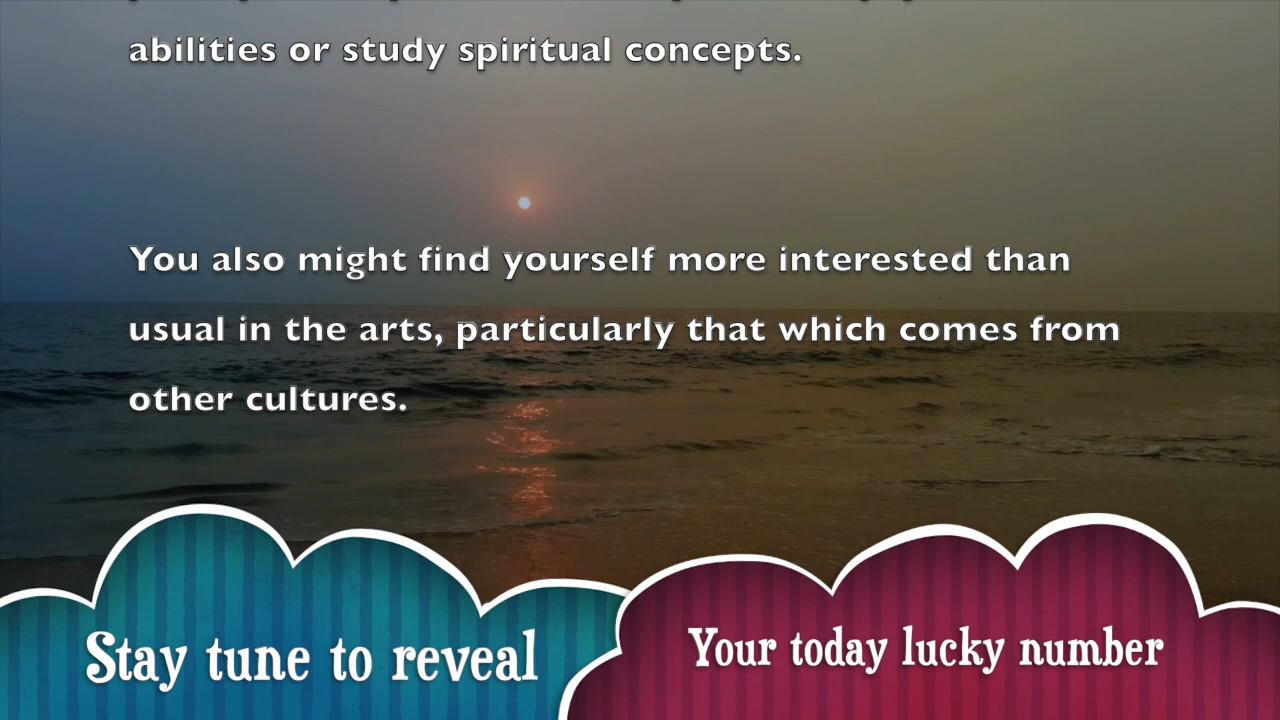 abilities or study spiritual concepts.
You also might find yourself more interested than
usual in the arts, particularly that which comes from
other cultures.
Stay tune to reveal
Your today lucky number